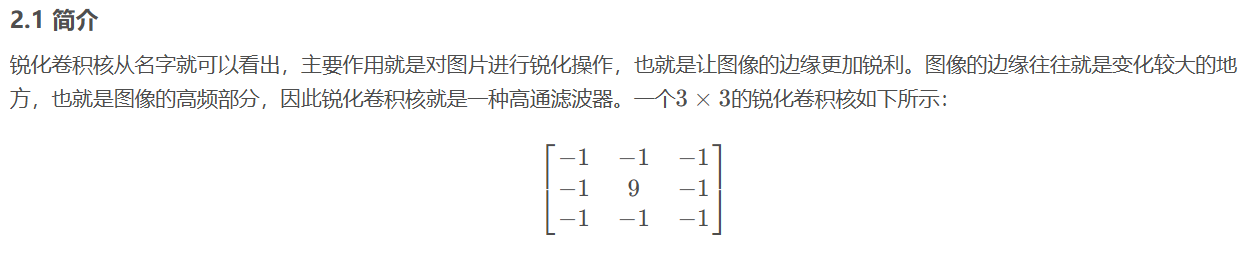 2.1 简介
锐化卷积核从名字就可以看出，主要作用就是对图片进行锐化操作，也就是让图像的边缘更加锐利。图像的边缘往往就是变化较大的地
方，也就是图像的高频部分，因此锐化卷积核就是一种高通滤波器。一个3 × 3的锐化卷积核如下所示：
−1 −1 −1
−1 9 −1
−1 −1 −1